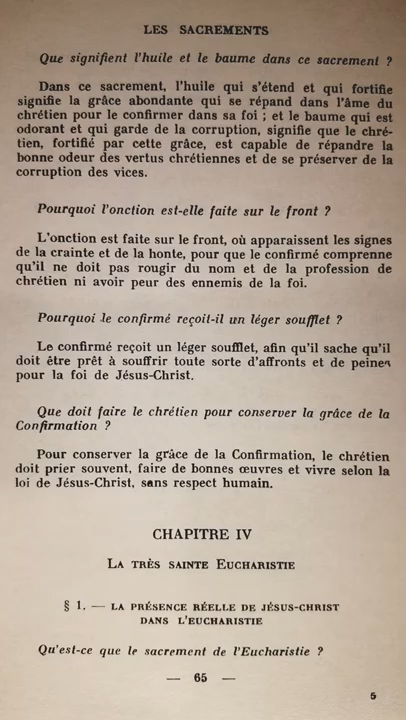 LES SACREMENTS
Que signifient l'huile et le baume dans ce sacrement ?
Dans ce sacrement, l'huile qui s'étend et qui fortifie
signifie la grâce abondante qui se répand dans l'âme du
chrétien pour le confirmer dans sa foi ; et le baume qui est
odorant et qui garde de la corruption, signifie que le chré-
tien, fortifié par cette grâce, est capable de répandre la
bonne odeur des vertus chrétiennes et de se préserver de la
corruption des vices.
Pourquoi l'onction est-elle faite sur le front ?
L'onction est faite sur le front, où apparaissent les signes
de la crainte et de la honte, pour que le confirmé comprenne
qu'il ne doit pas rougir du nom et de la profession de
chrétien ni avoir peur des ennemis de la foi.
Pourquoi le confirmé reçoit-il un léger soufflet ?
Le confirmé reçoit un léger soufflet, afin qu'il sache qu'il
doit être prêt à souffrir toute sorte d'affronts et de peines
pour la foi de Jésus-Christ.
Que doit faire le chrétien pour conserver la grâce de la
Confirmation ?
Pour conserver la grâce de la Confirmation, le chrétien
doit prier souvent, faire de bonnes œuvres et vivre selon la
loi de Jésus-Christ, sans respect humain.
CHAPITRE IV
LA TRÈS SAINTE EUCHARISTIE
§ 1. — LA PRÉSENCE RÉELLE DE JÉSUS-CHRIST
DANS L'EUCHARISTIE
Qu'est-ce que le sacrement de l'Eucharistie ?
— 65 —
5